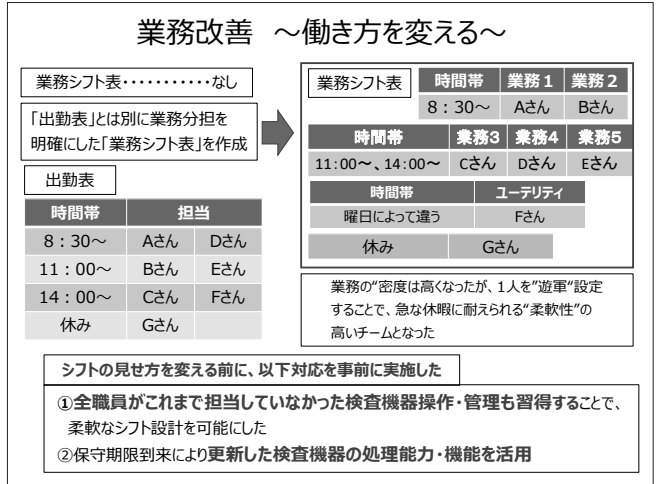 業務改善 ～働き方を変える～
業務シフト表・・・・・・・・・・・なし
「出勤表」とは別に業務分担を
明確にした「業務シフト表」を作成
出勤表
時間帯 担当
8：30～ Aさん Dさん
11：00～ Bさん Eさん
14：00～ Cさん Fさん
休み Gさん
業務シフト表
時間帯 業務１ 業務２
8：30～ Aさん Bさん
時間帯 業務3 業務4 業務5
11:00～、14:00～ Cさん Dさん Eさん
時間帯 ユーテリティ
曜日によって違う Fさん
休み Gさん
業務の"密度は高くなったが、1人を"遊軍"設定
することで、急な休暇に耐えられる"柔軟性"の
高いチームとなった
シフトの見せ方を変える前に、以下対応を事前に実施した
①全職員がこれまで担当していなかった検査機器操作・管理も習得することで、
柔軟なシフト設計を可能にした
②保守期限到来により更新した検査機器の処理能力・機能を活用